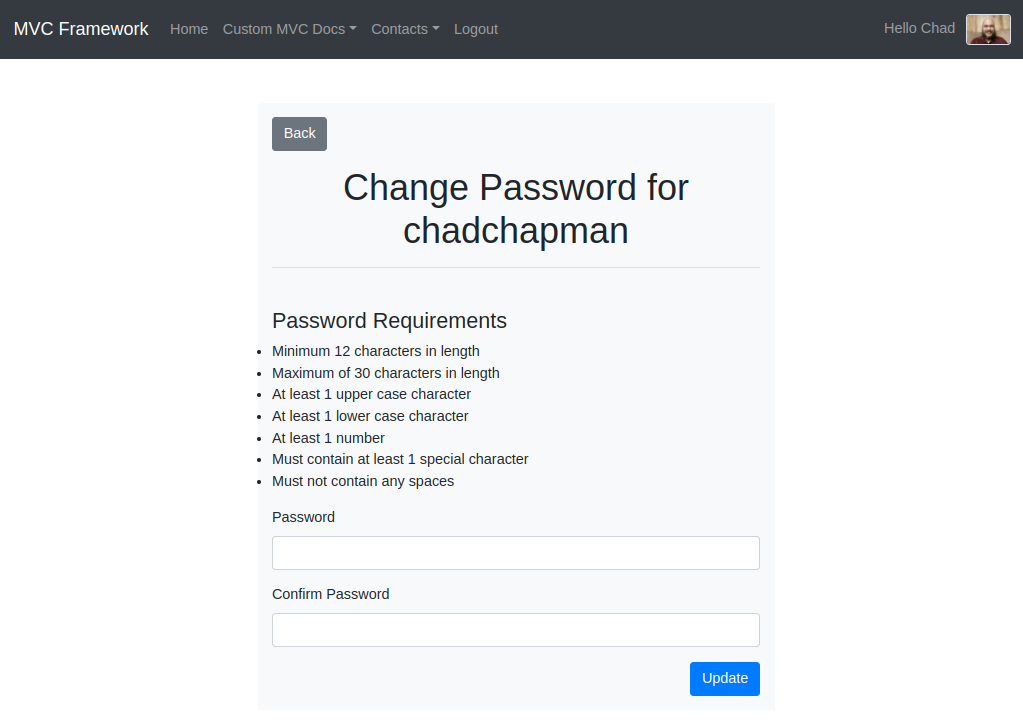 MVC Framework Home Custom MVC Docs Contacts Logout Hello Chad
Back
Change Password for
chadchapman
Password Requirements
Minimum 12 characters in length
Maximum of 30 characters in length
At least 1 upper case character
At least 1 lower case character
At least 1 number
Must contain at least 1 special character
Must not contain any spaces
Password
Confirm Password
Update